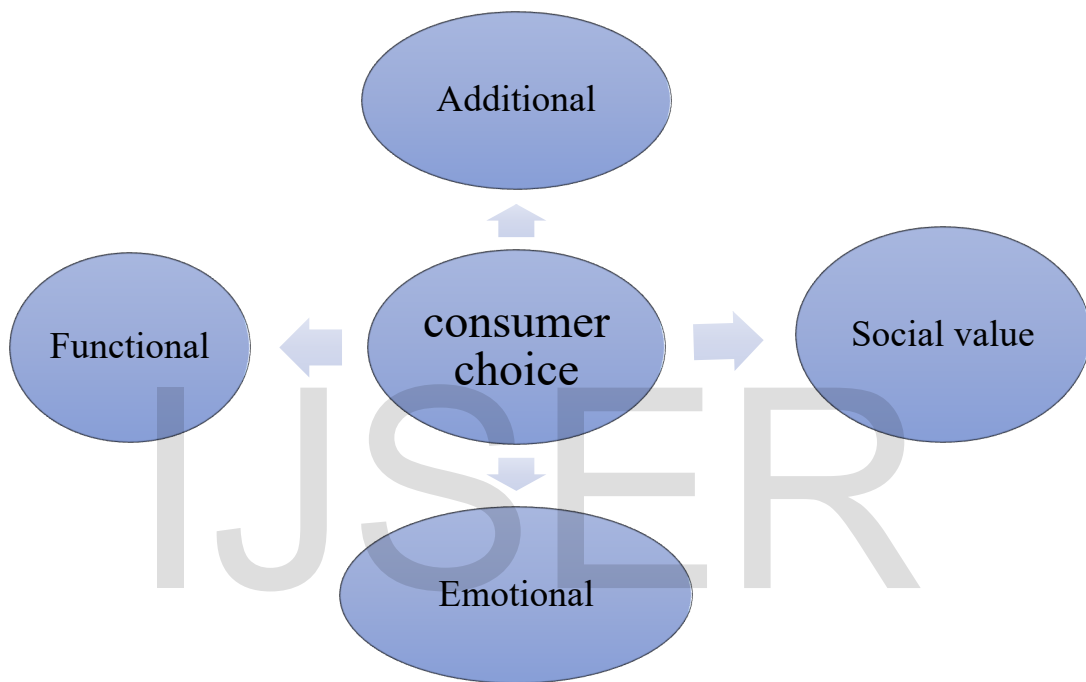 Additional
Functional
consumer
choice
Social value
Emotional
IJSER